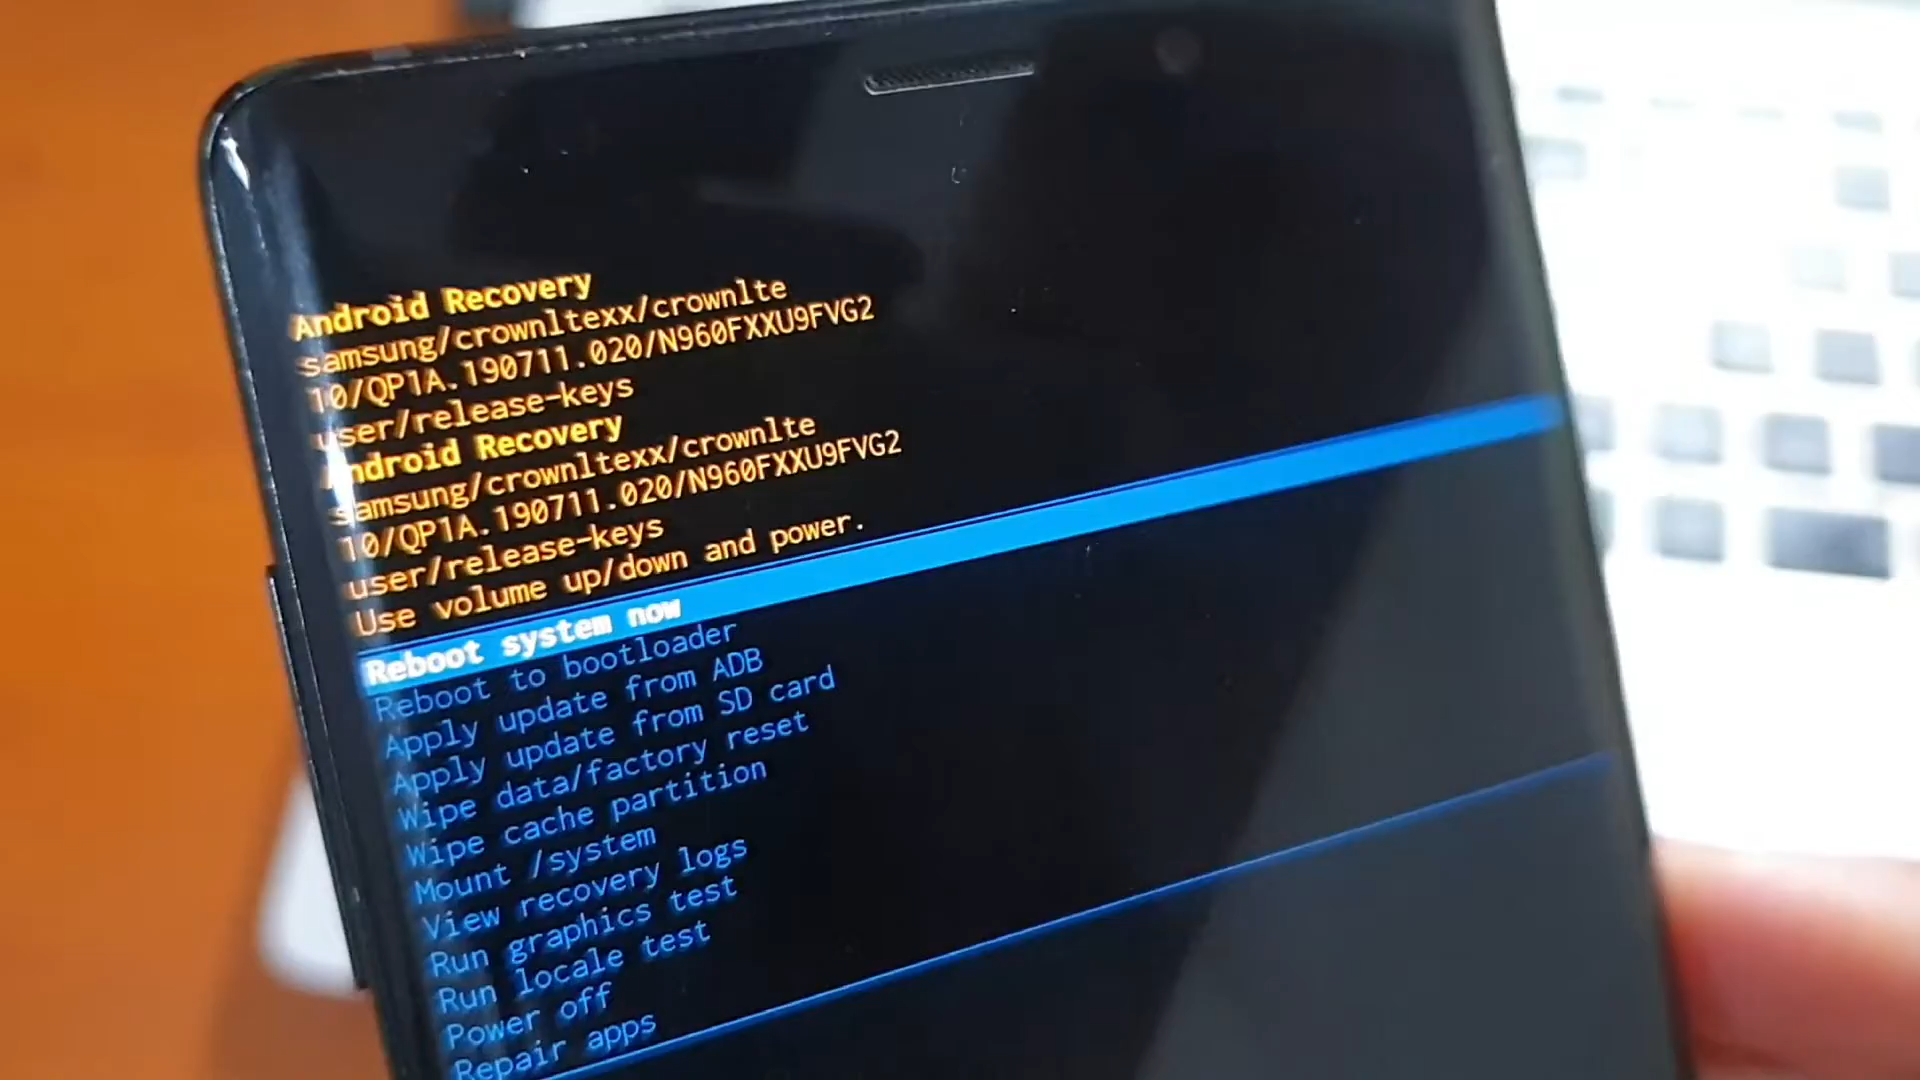 Android Recovery
samsung/crownltexx/crownlte
10/QP1A.190711.020/N960FXXU9FVG2
user/release-keys
Android Recovery
samsung/crownltexx/crownlte
10/QP1A.190711.020/N960FXXU9FVG2
user/release-keys
Use volume up/down and power.
Reboot system now
Reboot to bootloader
Apply update from ADB
Apply update from SD card
Wipe data/factory reset
Wipe cache partition
Mount /system
View recovery logs
Run graphics test
Run locale test
Power off
Repair apps